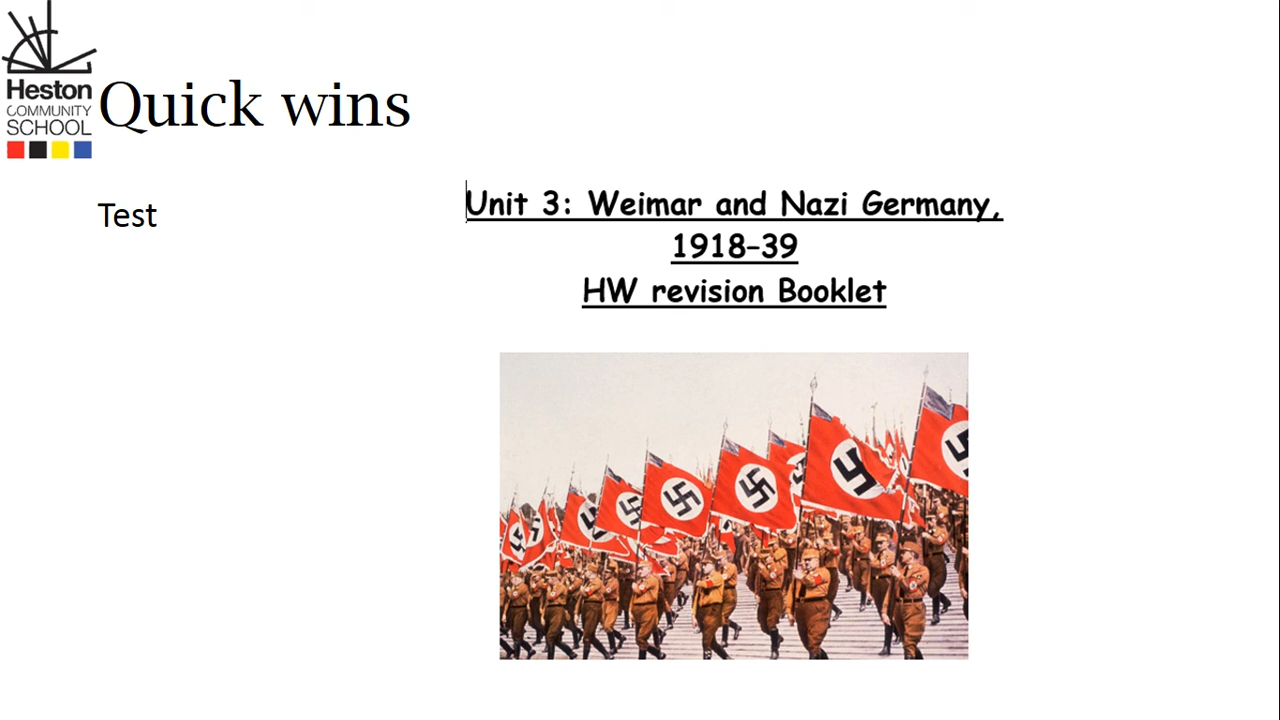 Heston
COMMUNITY
SCHOOL
Quick wins
Test
Unit 3: Weimar and Nazi Germany,
1918-39
HW revision Booklet